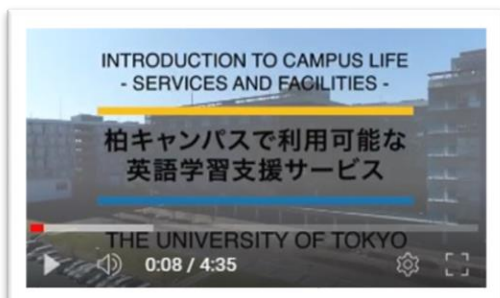 INTRODUCTION TO CAMPUS LIFE
- SERVICES AND FACILITIES -
柏キャンパスで利用可能な
英語学習支援サービス
THE UNIVERSITY OF TOKYO
0:08 / 4:35